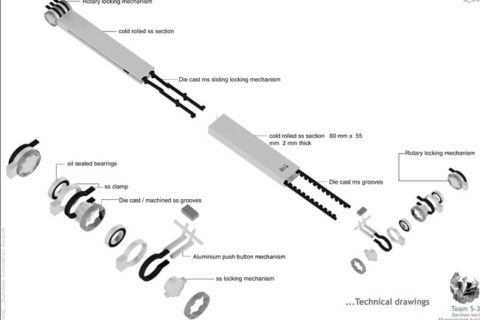 Rotary locking mechanism
cold rolled ss section
Die cast ms sliding locking mechanism
cold rolled ss section 80 mm x 55
mm 2 mm thick
Rotary locking mechanism
oil sealed bearings
ss clamp
Die cast ms grooves
Die cast / machined ss grooves
Aluminium push button mechanism
ss locking mechanism
...Technical drawings
Team 5-3